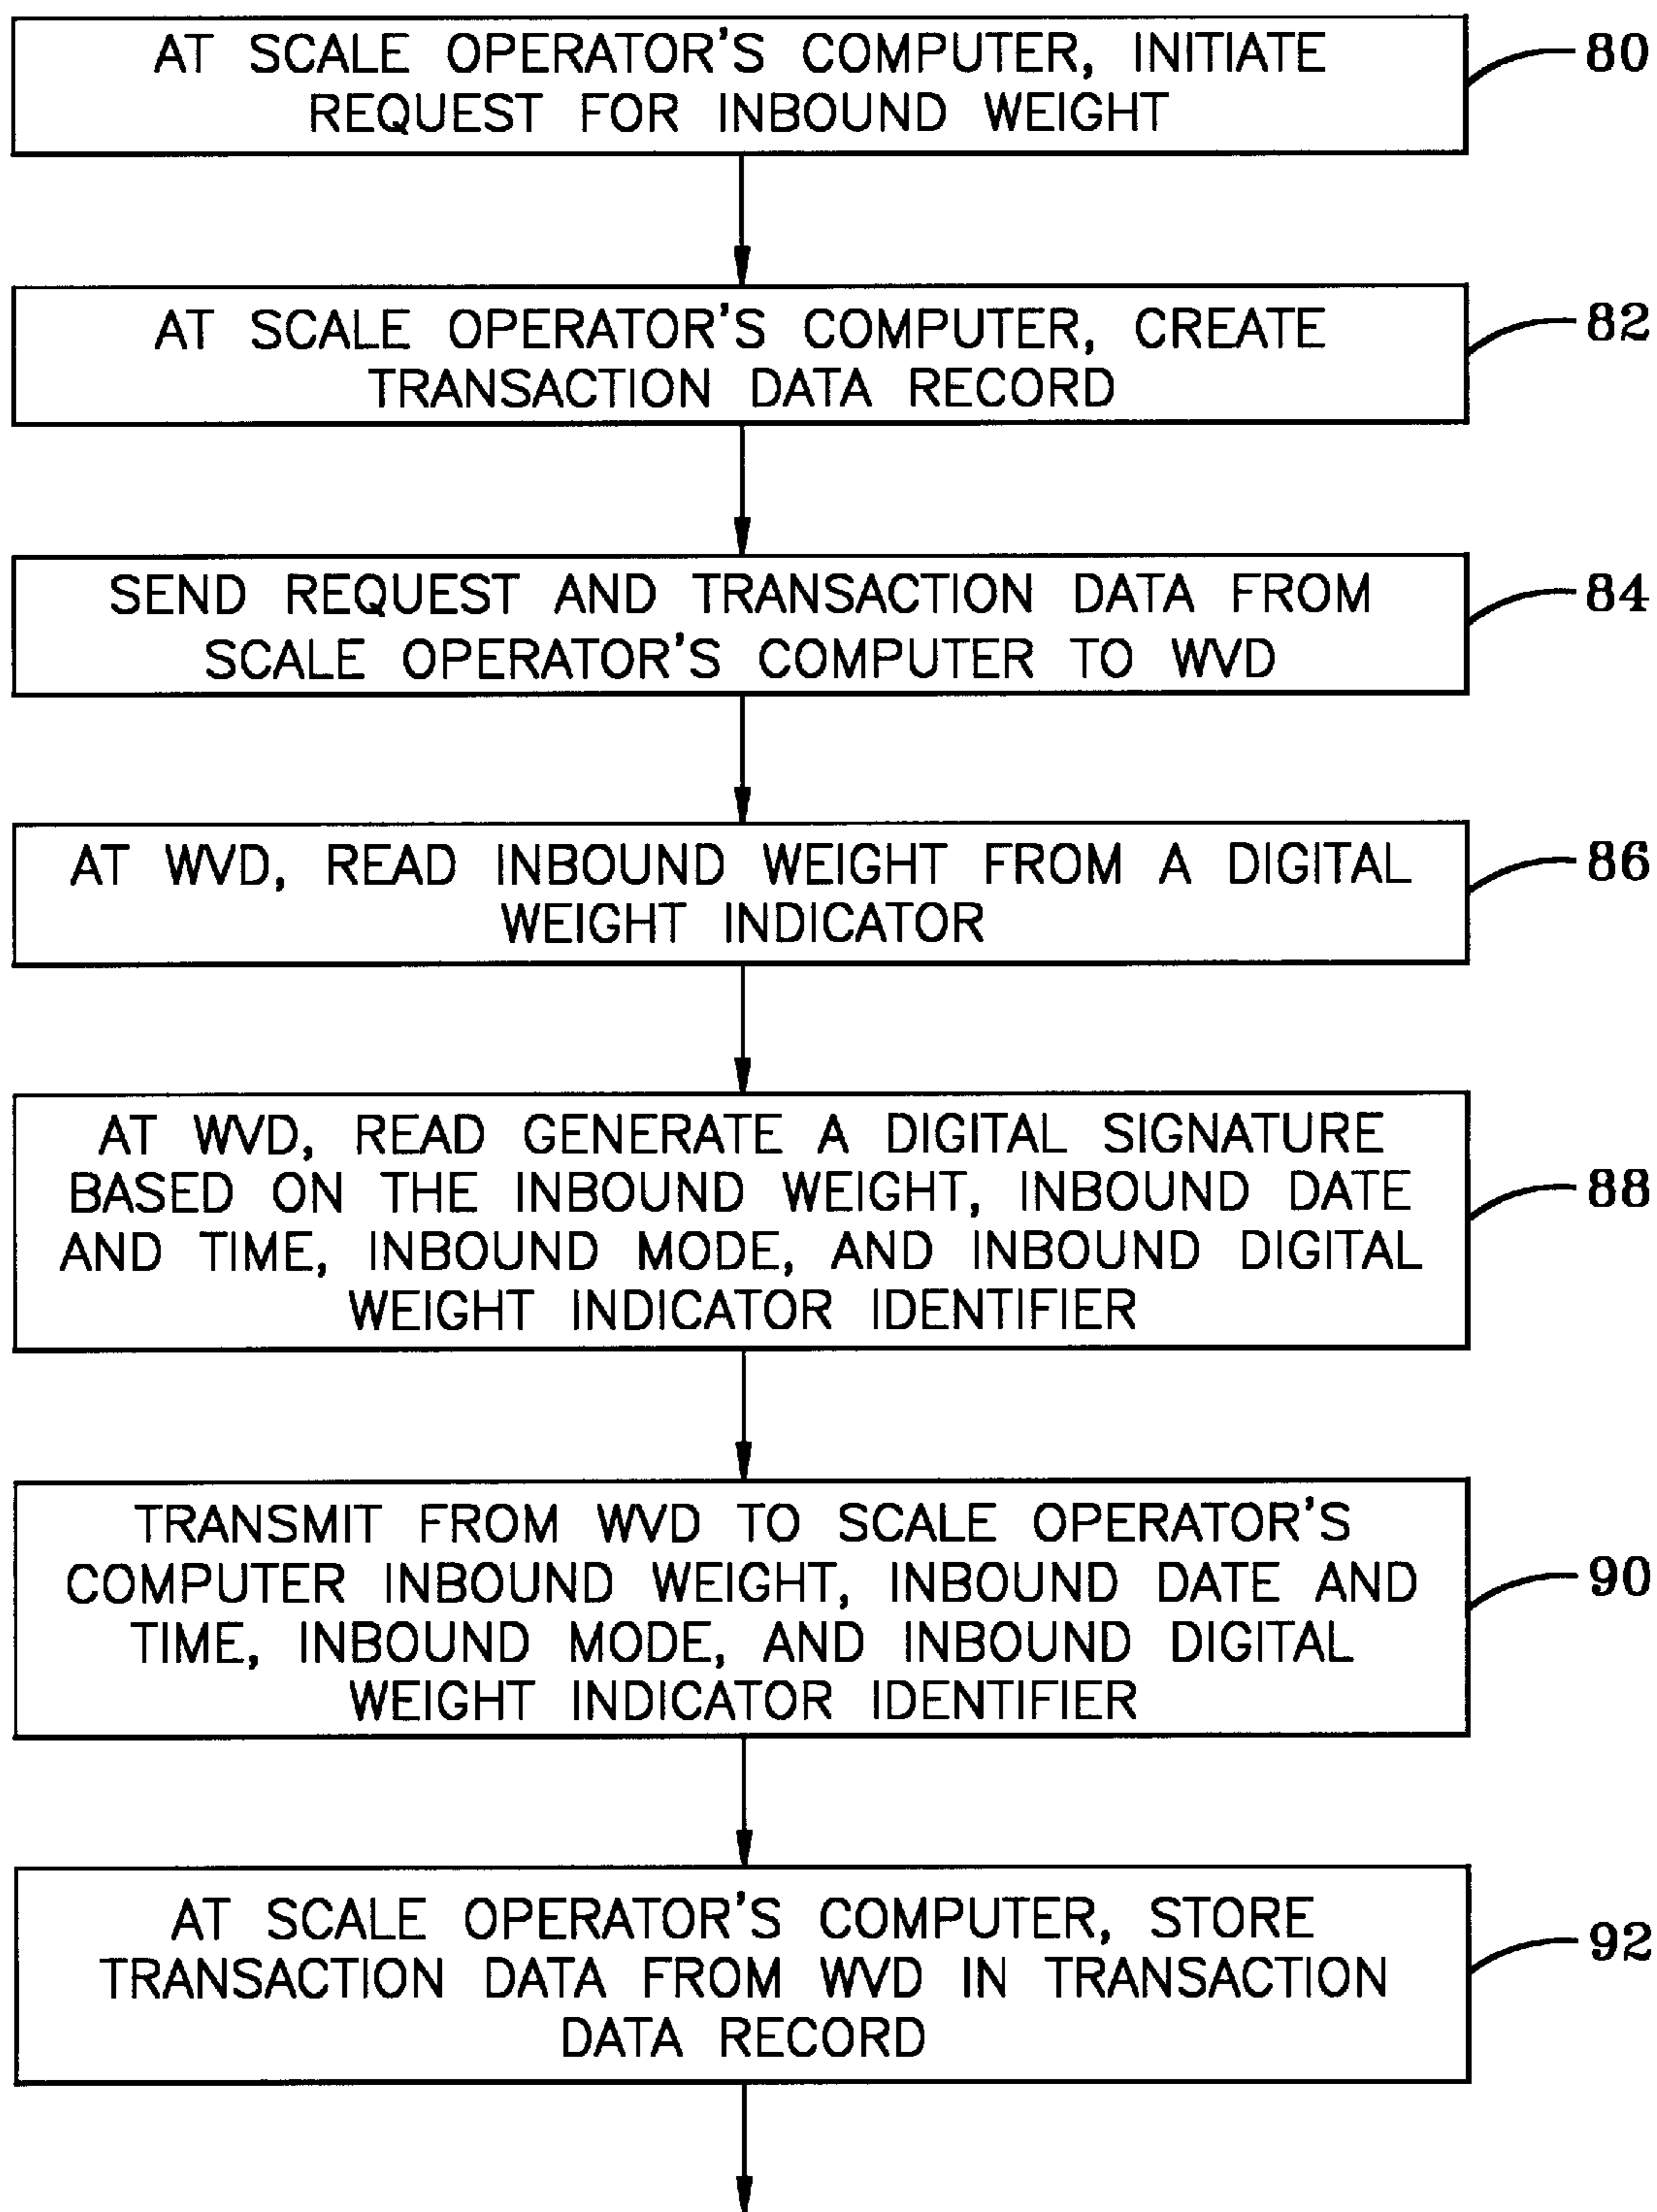 AT SCALE OPERATOR'S COMPUTER, INITIATE
REQUEST FOR INBOUND WEIGHT
80
AT SCALE OPERATOR'S COMPUTER, CREATE
TRANSACTION DATA RECORD
82
SEND REQUEST AND TRANSACTION DATA FROM
SCALE OPERATOR'S COMPUTER TO WVD
84
AT WVD, READ INBOUND WEIGHT FROM A DIGITAL
WEIGHT INDICATOR
86
AT WVD, READ GENERATE A DIGITAL SIGNATURE
BASED ON THE INBOUND WEIGHT, INBOUND DATE
AND TIME, INBOUND MODE, AND INBOUND DIGITAL
WEIGHT INDICATOR IDENTIFIER
88
TRANSMIT FROM WVD TO SCALE OPERATOR'S
COMPUTER INBOUND WEIGHT, INBOUND DATE AND
TIME, INBOUND MODE, AND INBOUND DIGITAL
WEIGHT INDICATOR IDENTIFIER
90
AT SCALE OPERATOR'S COMPUTER, STORE
TRANSACTION DATA FROM WVD IN TRANSACTION
DATA RECORD
92